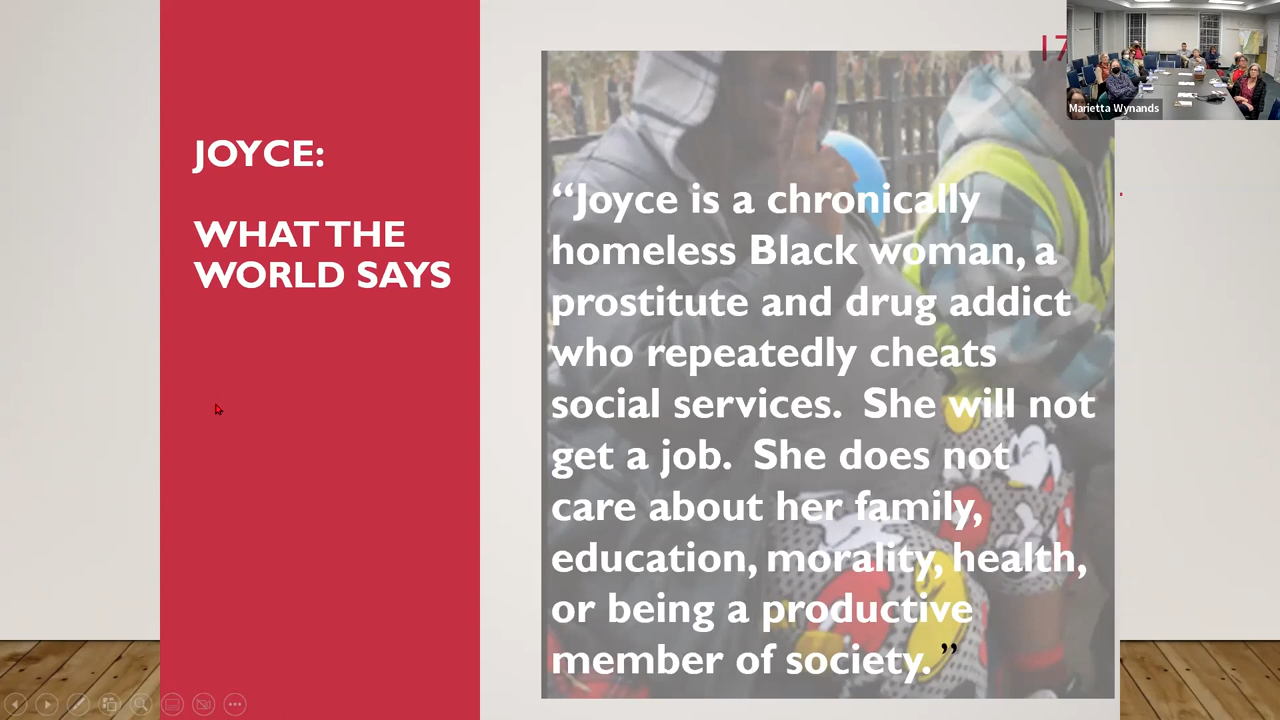 JOYCE:
WHAT THE
WORLD SAYS
17
Marietta Wynands
“Joyce is a chronically
homeless Black woman, a
prostitute and drug addict
who repeatedly cheats
social services.  She will not
get a job.  She does not
care about her family,
education, morality, health,
or being a productive
member of society. ”